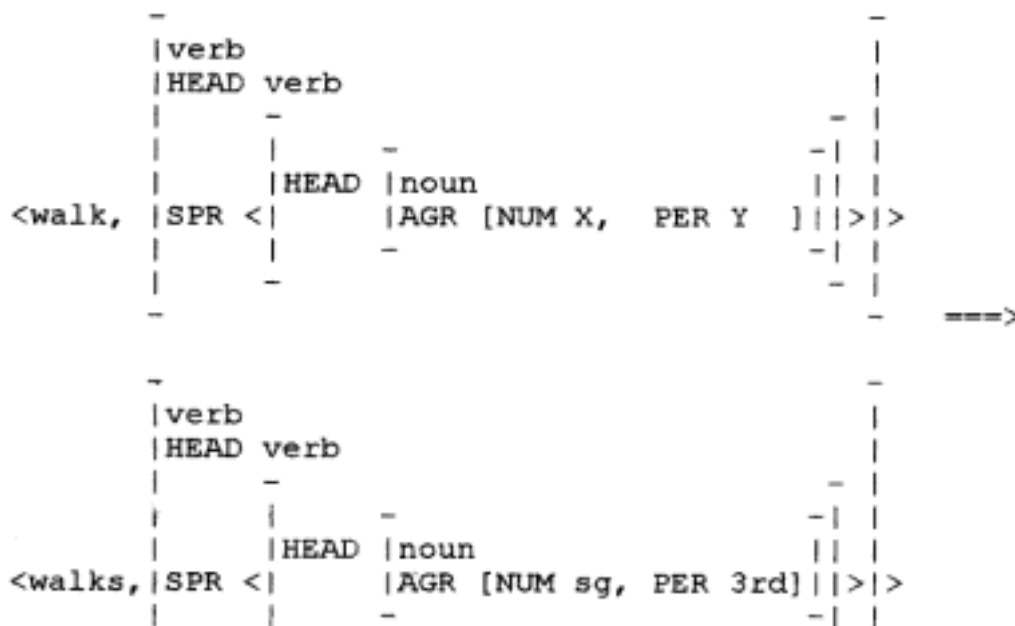 |verb
|HEAD verb
|HEAD |noun
<walk, |SPR <| |AGR [NUM X, PER Y ]||>|>
===>
|verb
|HEAD verb
|HEAD |noun
<walks,|SPR <| |AGR [NUM sg, PER 3rd]||>|>